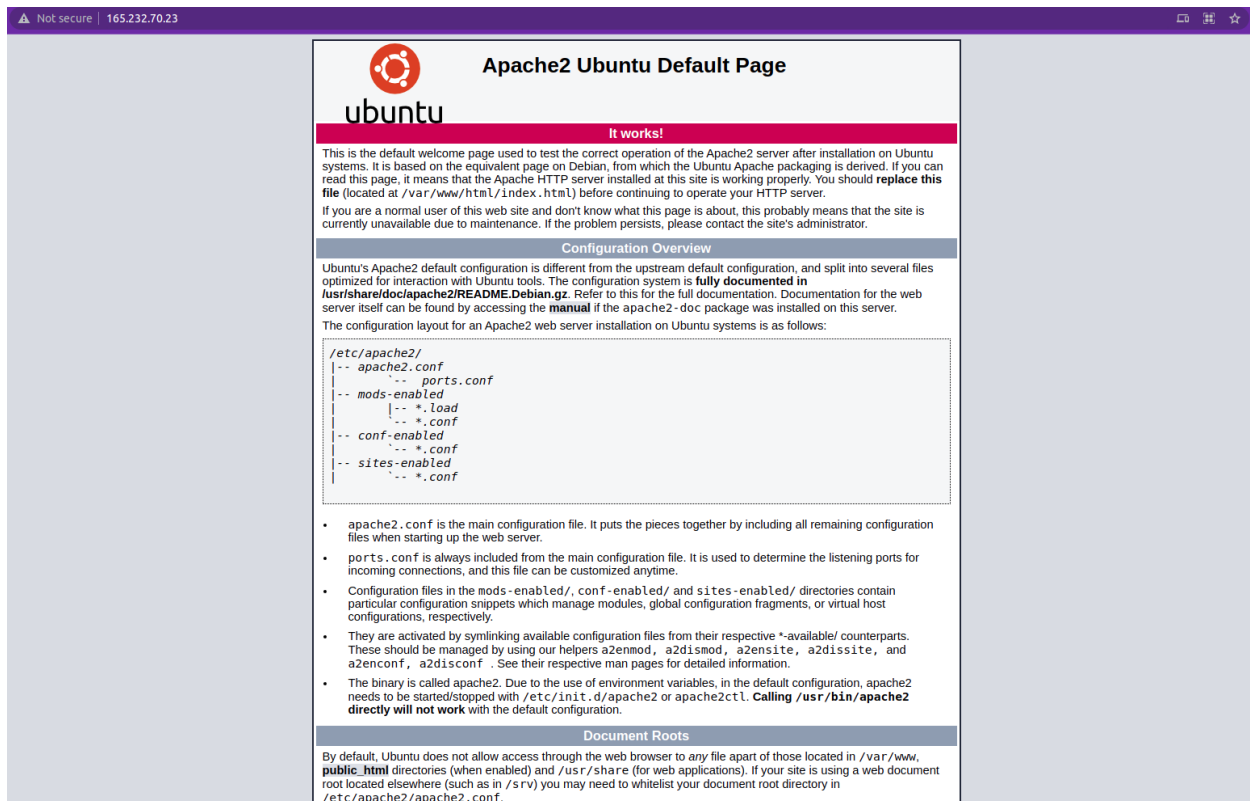 Not secure | 165.232.70.23
ubuntu
Apache2 Ubuntu Default Page
It works!
This is the default welcome page used to test the correct operation of the Apache2 server after installation on Ubuntu
systems. It is based on the equivalent page on Debian, from which the Ubuntu Apache packaging is derived. If you can
read this page, it means that the Apache HTTP server installed at this site is working properly. You should replace this
file (located at /var/www/html/index.html) before continuing to operate your HTTP server.
If you are a normal user of this web site and don't know what this page is about, this probably means that the site is
currently unavailable due to maintenance. If the problem persists, please contact the site's administrator.
Configuration Overview
Ubuntu's Apache2 default configuration is different from the upstream default configuration, and split into several files
optimized for interaction with Ubuntu tools. The configuration system is fully documented in
/usr/share/doc/apache2/README.Debian.gz. Refer to this for the full documentation. Documentation for the web
server itself can be found by accessing the manual if the apache2-doc package was installed on this server.
The configuration layout for an Apache2 web server installation on Ubuntu systems is as follows:
/etc/apache2/
|-- apache2.conf
|       `--  ports.conf
|-- mods-enabled
|       |-- *.load
|       `-- *.conf
|-- conf-enabled
|       `-- *.conf
|-- sites-enabled
|       `-- *.conf
• apache2.conf is the main configuration file. It puts the pieces together by including all remaining configuration
files when starting up the web server.
• ports.conf is always included from the main configuration file. It is used to determine the listening ports for
incoming connections, and this file can be customized anytime.
• Configuration files in the mods-enabled/, conf-enabled/ and sites-enabled/ directories contain
particular configuration snippets which manage modules, global configuration fragments, or virtual host
configurations, respectively.
• They are activated by symlinking available configuration files from their respective *-available/ counterparts.
These should be managed by using our helpers a2enmod, a2dismod, a2ensite, a2dissite, and
a2enconf, a2disconf . See their respective man pages for detailed information.
• The binary is called apache2. Due to the use of environment variables, in the default configuration, apache2
needs to be started/stopped with /etc/init.d/apache2 or apache2ctl. Calling /usr/bin/apache2
directly will not work with the default configuration.
Document Roots
By default, Ubuntu does not allow access through the web browser to any file apart of those located in /var/www,
public_html directories (when enabled) and /usr/share (for web applications). If your site is using a web document
root located elsewhere (such as in /srv) you may need to whitelist your document root directory in
/etc/apache2/apache2.conf.